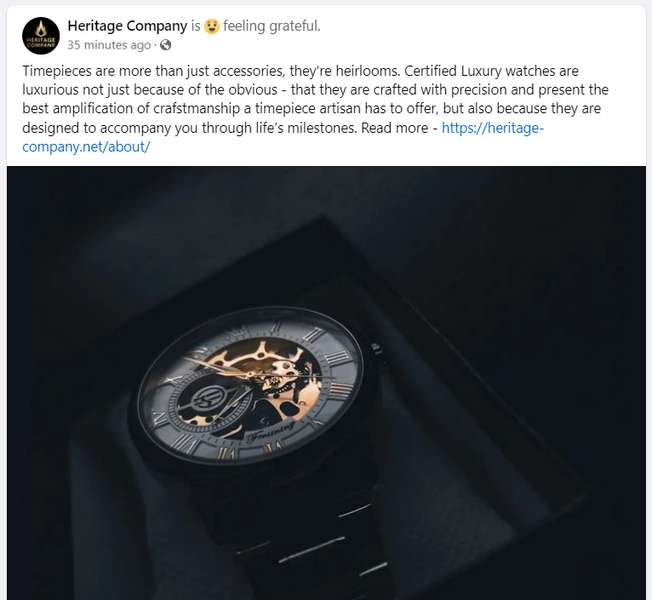 Heritage Company is feeling grateful.
HERITAGE
COMPANY
35 minutes ago ·
Timepieces are more than just accessories, they're heirlooms. Certified Luxury watches are
luxurious not just because of the obvious - that they are crafted with precision and present the
best amplification of crafstmanship a timepiece artisan has to offer, but also because they are
designed to accompany you through life's milestones. Read more - https://heritage-
company.net/about/